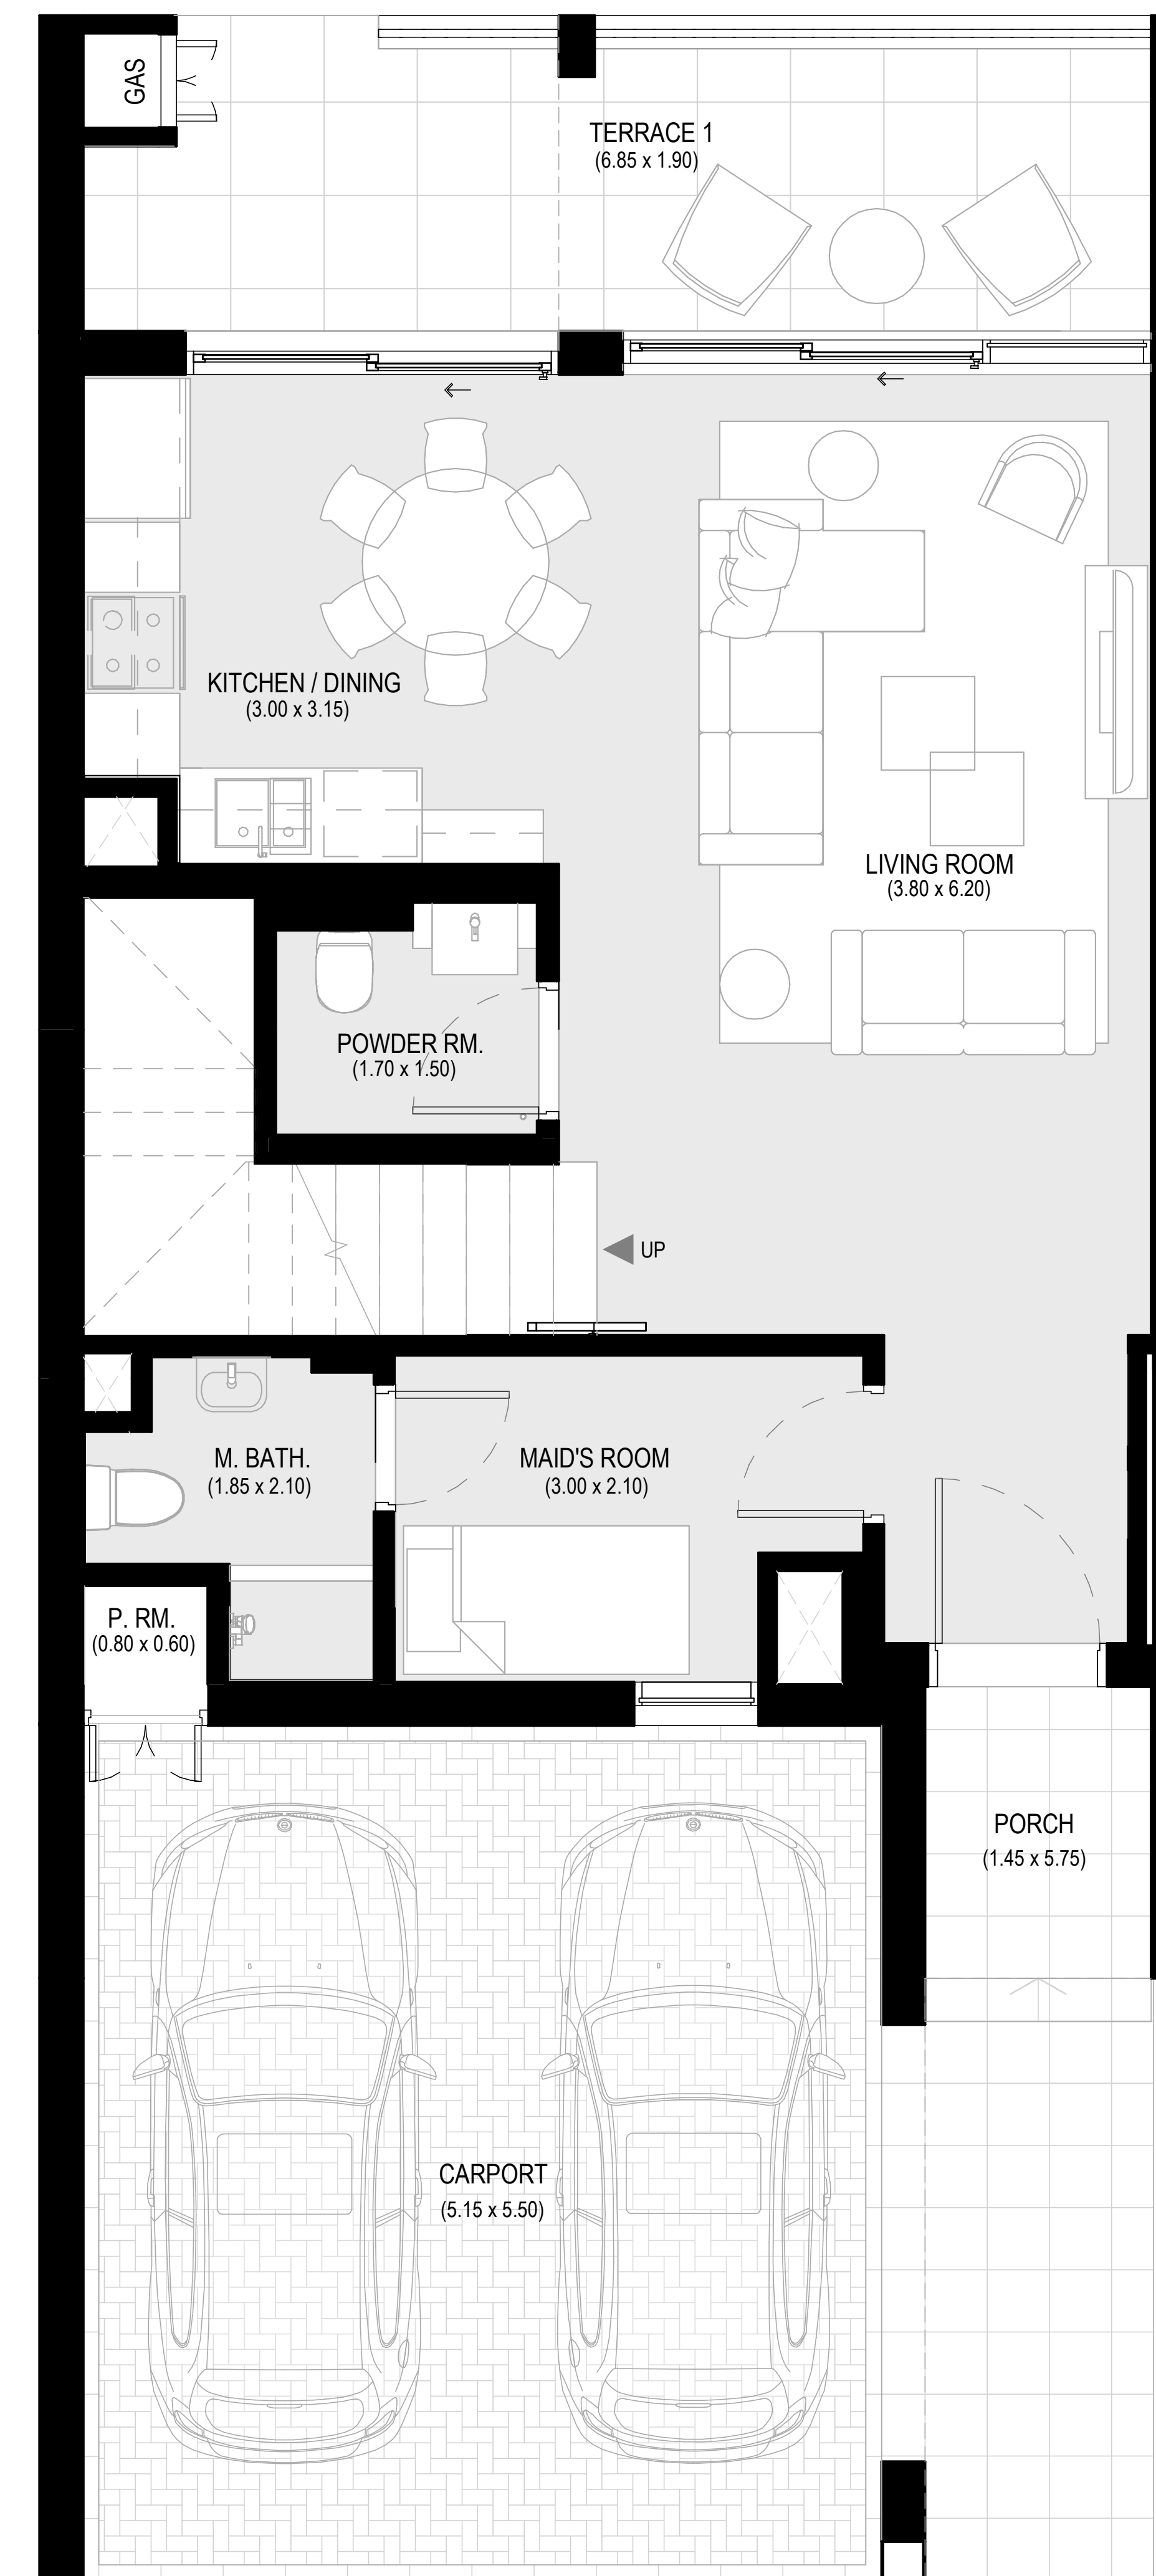 GAS
TERRACE 1
(6.85 x 1.90)
KITCHEN / DINING
(3.00 x 3.15)
LIVING ROOM
(3.80 x 6.20)
POWDER RM.
(1.70 x 1.50)
UP
M. BATH.
(1.85 x 2.10)
MAID'S ROOM
(3.00 x 2.10)
P. RM.
(0.80 x 0.60)
PORCH
(1.45 x 5.75)
CARPORT
(5.15 x 5.50)